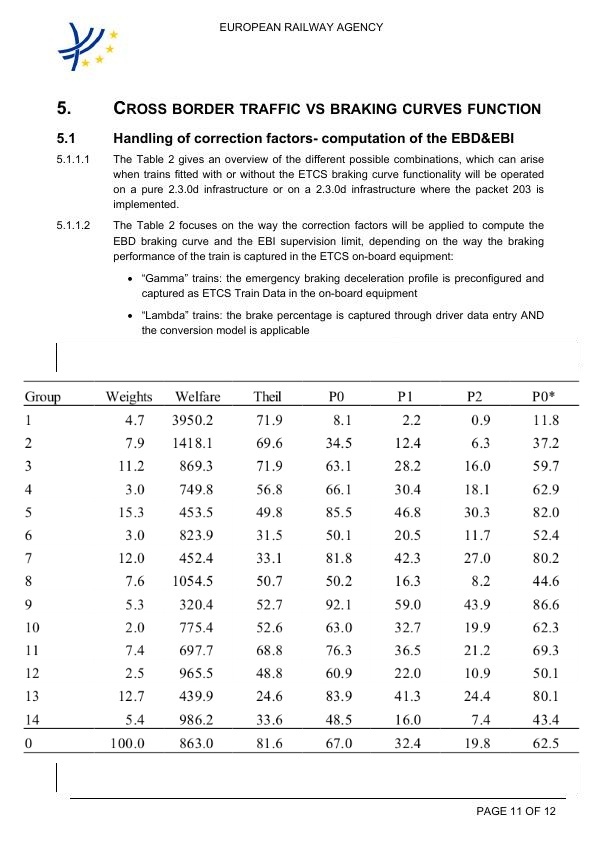 EUROPEAN RAILWAY AGENCY
5. CROSS BORDER TRAFFIC VS BRAKING CURVES FUNCTION
5.1 Handling of correction factors- computation of the EBD&EBI
5.1.1.1 The Table 2 gives an overview of the different possible combinations, which can arise
when trains fitted with or without the ETCS braking curve functionality will be operated
on a pure 2.3.0d infrastructure or on a 2.3.0d infrastructure where the packet 203 is
implemented.
5.1.1.2 The Table 2 focuses on the way the correction factors will be applied to compute the
EBD braking curve and the EBI supervision limit, depending on the way the braking
performance of the train is captured in the ETCS on-board equipment:
• “Gamma” trains: the emergency braking deceleration profile is preconfigured and
captured as ETCS Train Data in the on-board equipment
• “Lambda” trains: the brake percentage is captured through driver data entry AND
the conversion model is applicable
Group Weights Welfare Theil P0 P1 P2 P0*
1 4.7 3950.2 71.9 8.1 2.2 0.9 11.8
2 7.9 1418.1 69.6 34.5 12.4 6.3 37.2
3 11.2 869.3 71.9 63.1 28.2 16.0 59.7
4 3.0 749.8 56.8 66.1 30.4 18.1 62.9
5 15.3 453.5 49.8 85.5 46.8 30.3 82.0
6 3.0 823.9 31.5 50.1 20.5 11.7 52.4
7 12.0 452.4 33.1 81.8 42.3 27.0 80.2
8 7.6 1054.5 50.7 50.2 16.3 8.2 44.6
9 5.3 320.4 52.7 92.1 59.0 43.9 86.6
10 2.0 775.4 52.6 63.0 32.7 19.9 62.3
11 7.4 697.7 68.8 76.3 36.5 21.2 69.3
12 2.5 965.5 48.8 60.9 22.0 10.9 50.1
13 12.7 439.9 24.6 83.9 41.3 24.4 80.1
14 5.4 986.2 33.6 48.5 16.0 7.4 43.4
0 100.0 863.0 81.6 67.0 32.4 19.8 62.5
PAGE 11 OF 12